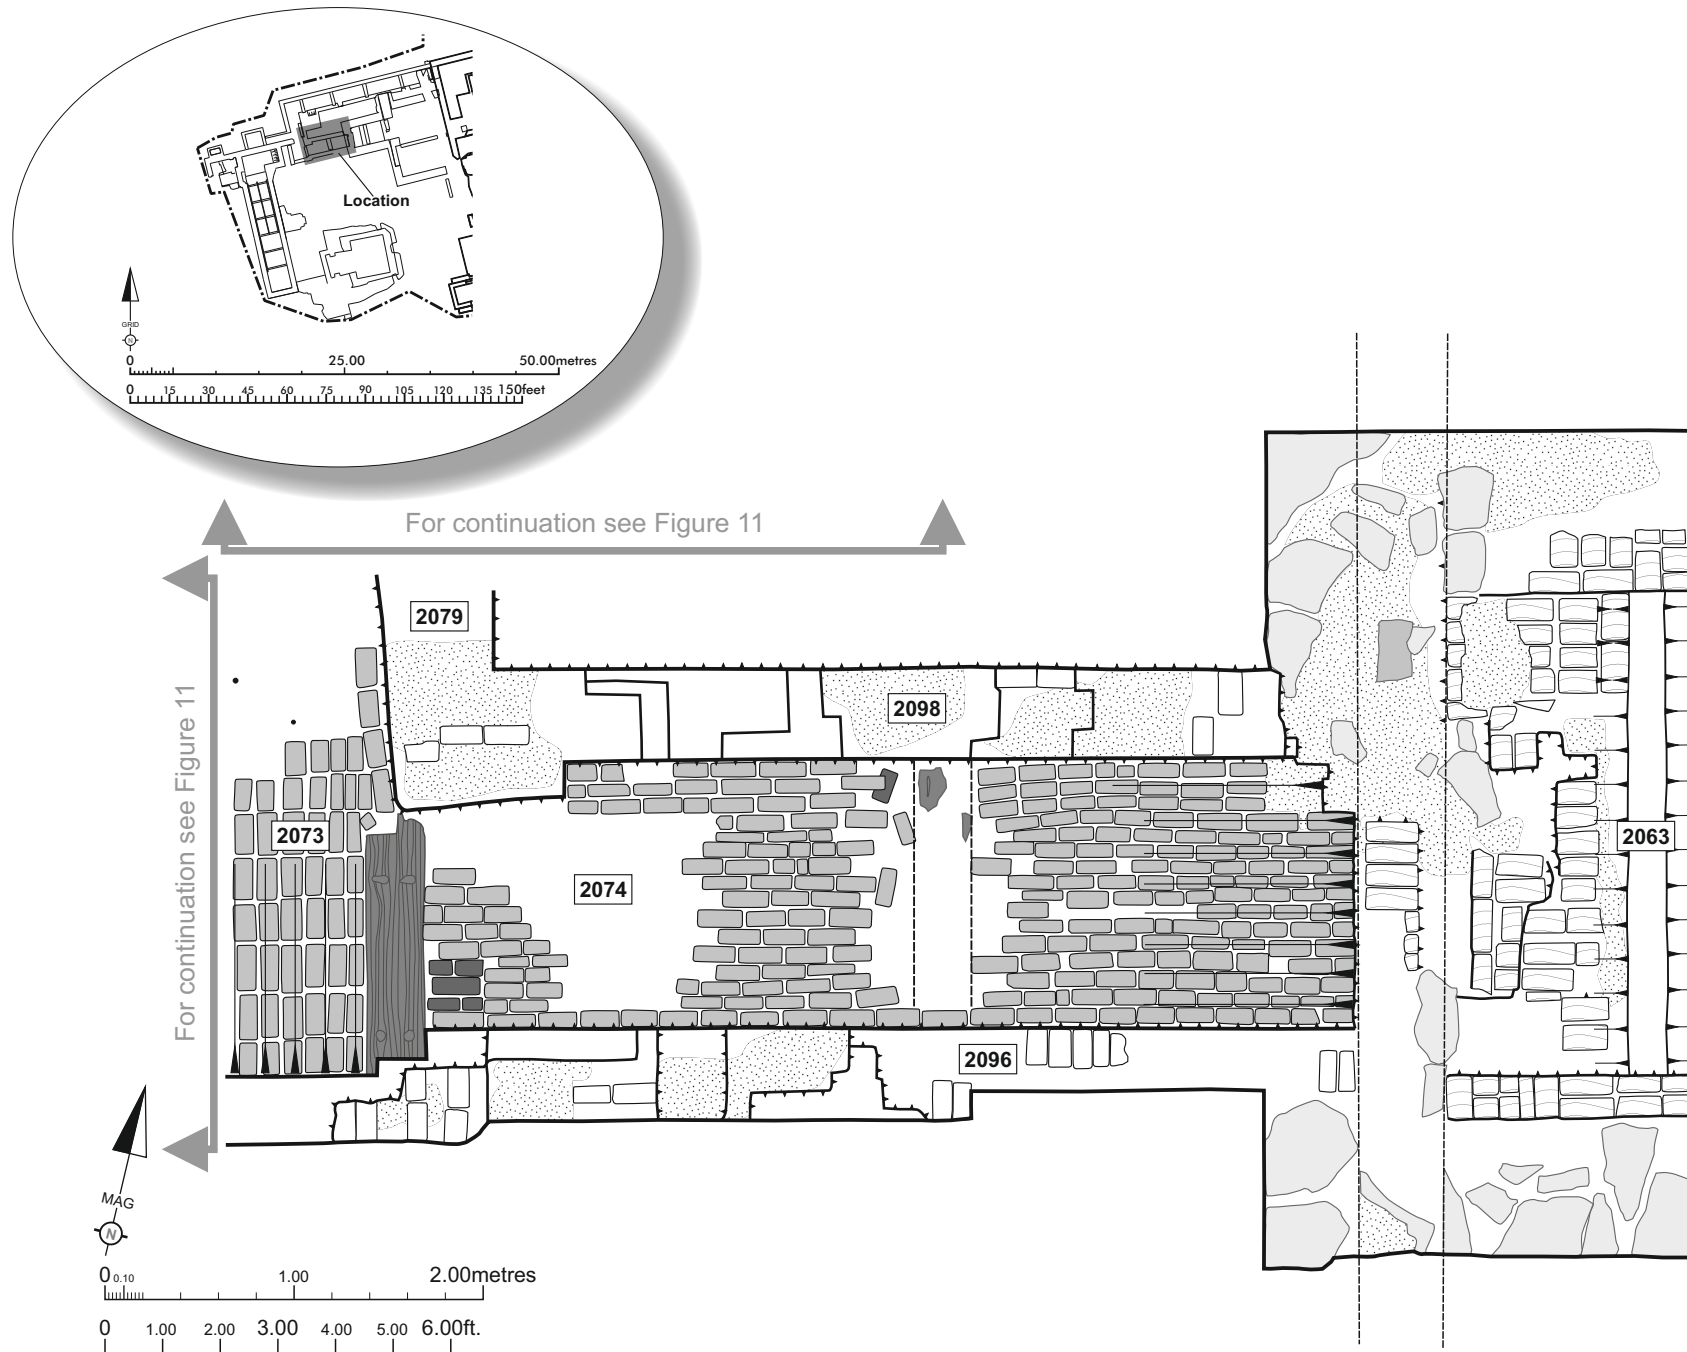 Location
GRID
N
0 25.00 50.00metres
0 15 30 45 60 75 90 105 120 135 150feet
For continuation see Figure 11
For continuation see Figure 11
2079
2098
2073
2063
2074
2096
MAG
N
0 0.10 1.00 2.00metres
0 1.00 2.00 3.00 4.00 5.00 6.00ft.